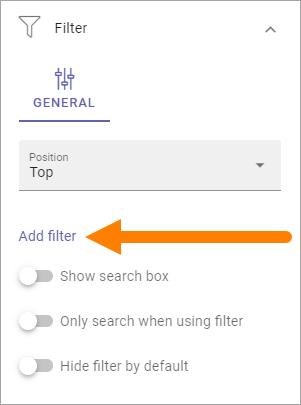 Filter
GENERAL
Position
Top
Add filter
Show search box
Only search when using filter
Hide filter by default